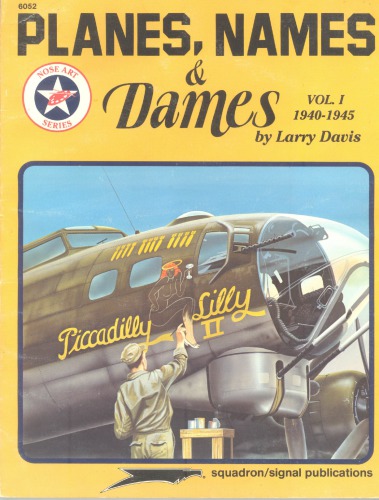 6052
PLANES, NAMES
&
Dames
VOL. I
1940-1945
by Larry Davis
NOSE ART
SERIES
Piccadilly Lilly
II
squadron/signal publications